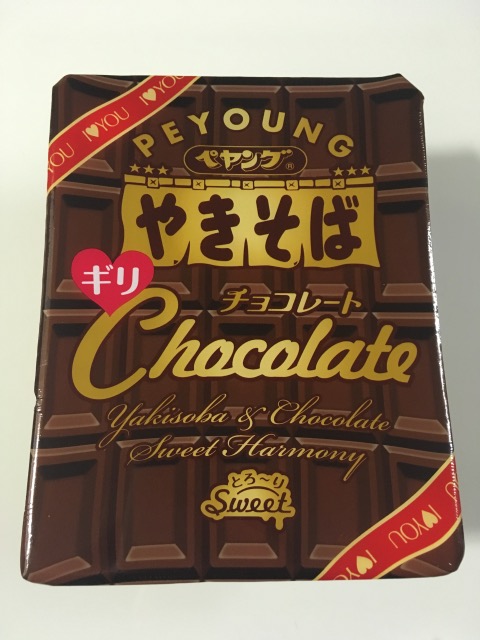 OU I♥YOU I♥YOU
PEYOUNG
ペヤング®
やきそば
ギリ
チョコレート
Chocolate
Yakisoba & Chocolate
Sweet Harmony
とろ〜り
Sweet
I♥YOU I♥YOU